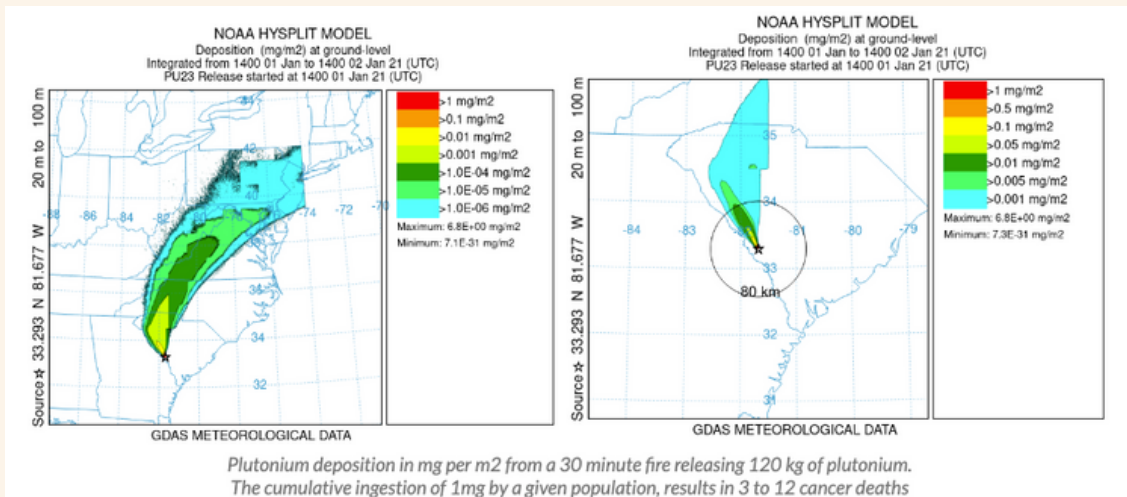 NOAA HYSPLIT MODEL
Deposition (mg/m2) at ground-level
Integrated from 1400 01 Jan to 1400 02 Jan 21 (UTC)
PU23 Release started at 1400 01 Jan 21 (UTC)
Source ☆ 33.293 N 81.677 W 20 m to 100 m
44
42
40
-88 -86 -84 -82 -80 -78 -76 -74 -72 -70
36
34
32
>1 mg/m2
>0.1 mg/m2
>0.01 mg/m2
>0.001 mg/m2
>1.0E-04 mg/m2
>1.0E-05 mg/m2
>1.0E-06 mg/m2
Maximum: 6.8E+00 mg/m2
Minimum: 7.1E-31 mg/m2
GDAS METEOROLOGICAL DATA
NOAA HYSPLIT MODEL
Deposition (mg/m2) at ground-level
Integrated from 1400 01 Jan to 1400 02 Jan 21 (UTC)
PU23 Release started at 1400 01 Jan 21 (UTC)
Source ☆ 33.293 N 81.677 W 20 m to 100 m
35
34
-84 -83 -81 -80 -79
33
80 km
32
31
>1 mg/m2
>0.5 mg/m2
>0.1 mg/m2
>0.05 mg/m2
>0.01 mg/m2
>0.005 mg/m2
>0.001 mg/m2
Maximum: 6.8E+00 mg/m2
Minimum: 7.3E-31 mg/m2
GDAS METEOROLOGICAL DATA
Plutonium deposition in mg per m2 from a 30 minute fire releasing 120 kg of plutonium.
The cumulative ingestion of 1mg by a given population, results in 3 to 12 cancer deaths